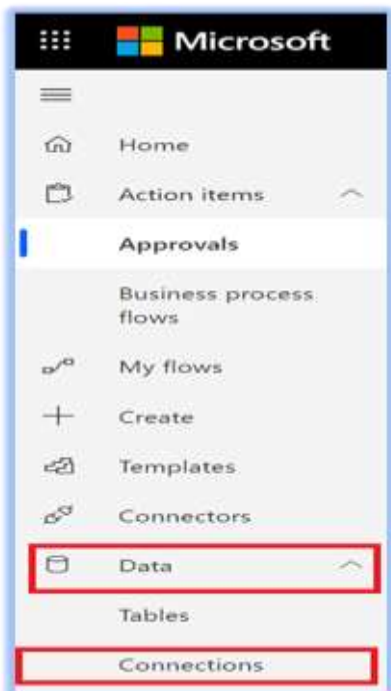 Microsoft
Home
Action items
Approvals
Business process
flows
My flows
Create
Templates
Connectors
Data
Tables
Connections